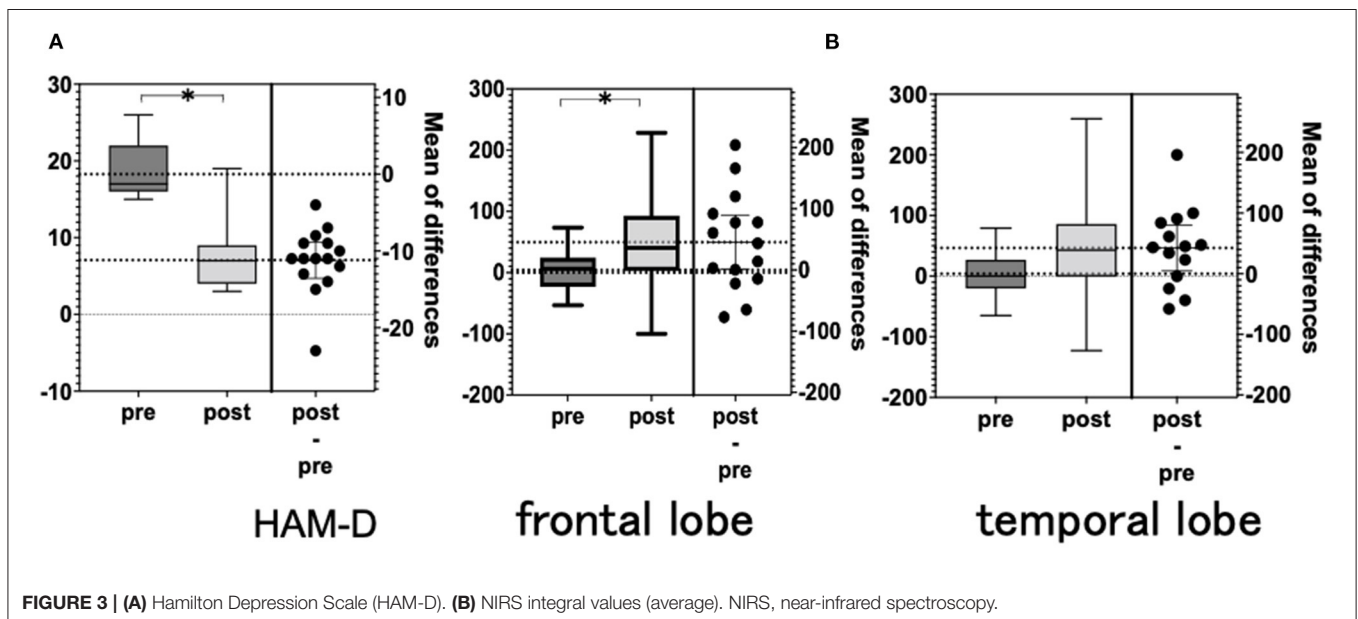 A
B
30
20
10
0
-10
*
10
0
-10
-20
Mean of differences
pre
post
post
-
pre
HAM-D
300
200
100
0
-100
-200
*
200
100
0
-100
-200
Mean of differences
pre
post
post
-
pre
frontal lobe
300
200
100
0
-100
-200
200
100
0
-100
-200
Mean of differences
pre
post
post
-
pre
temporal lobe
FIGURE 3 | (A) Hamilton Depression Scale (HAM-D). (B) NIRS integral values (average). NIRS, near-infrared spectroscopy.